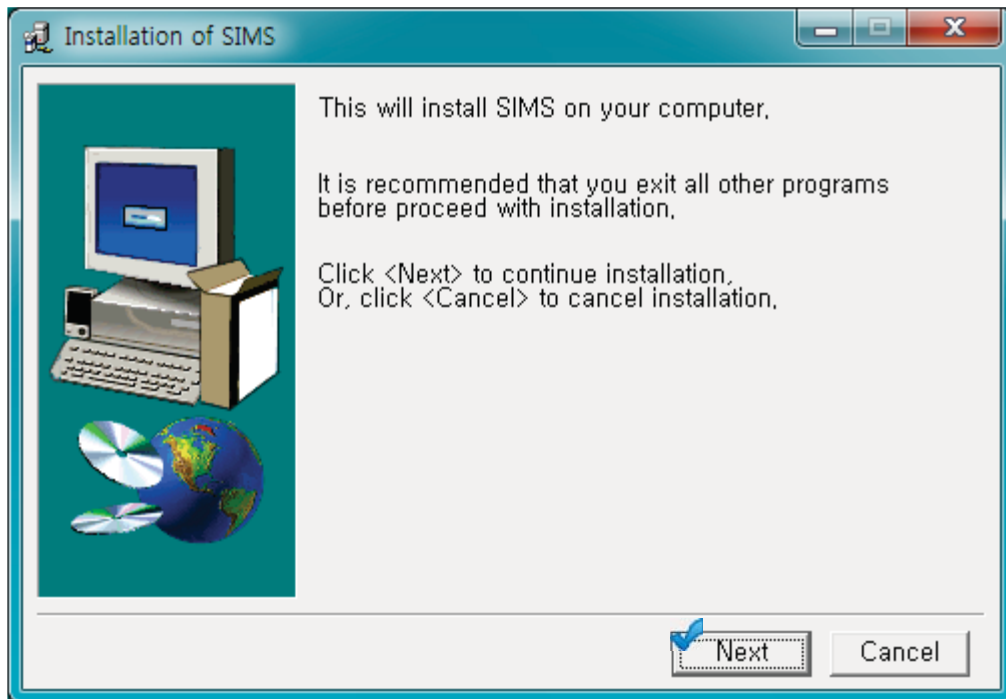 Installation of SIMS
This will install SIMS on your computer.
It is recommended that you exit all other programs
before proceed with installation.
Click <Next> to continue installation.
Or, click <Cancel> to cancel installation.
Next
Cancel